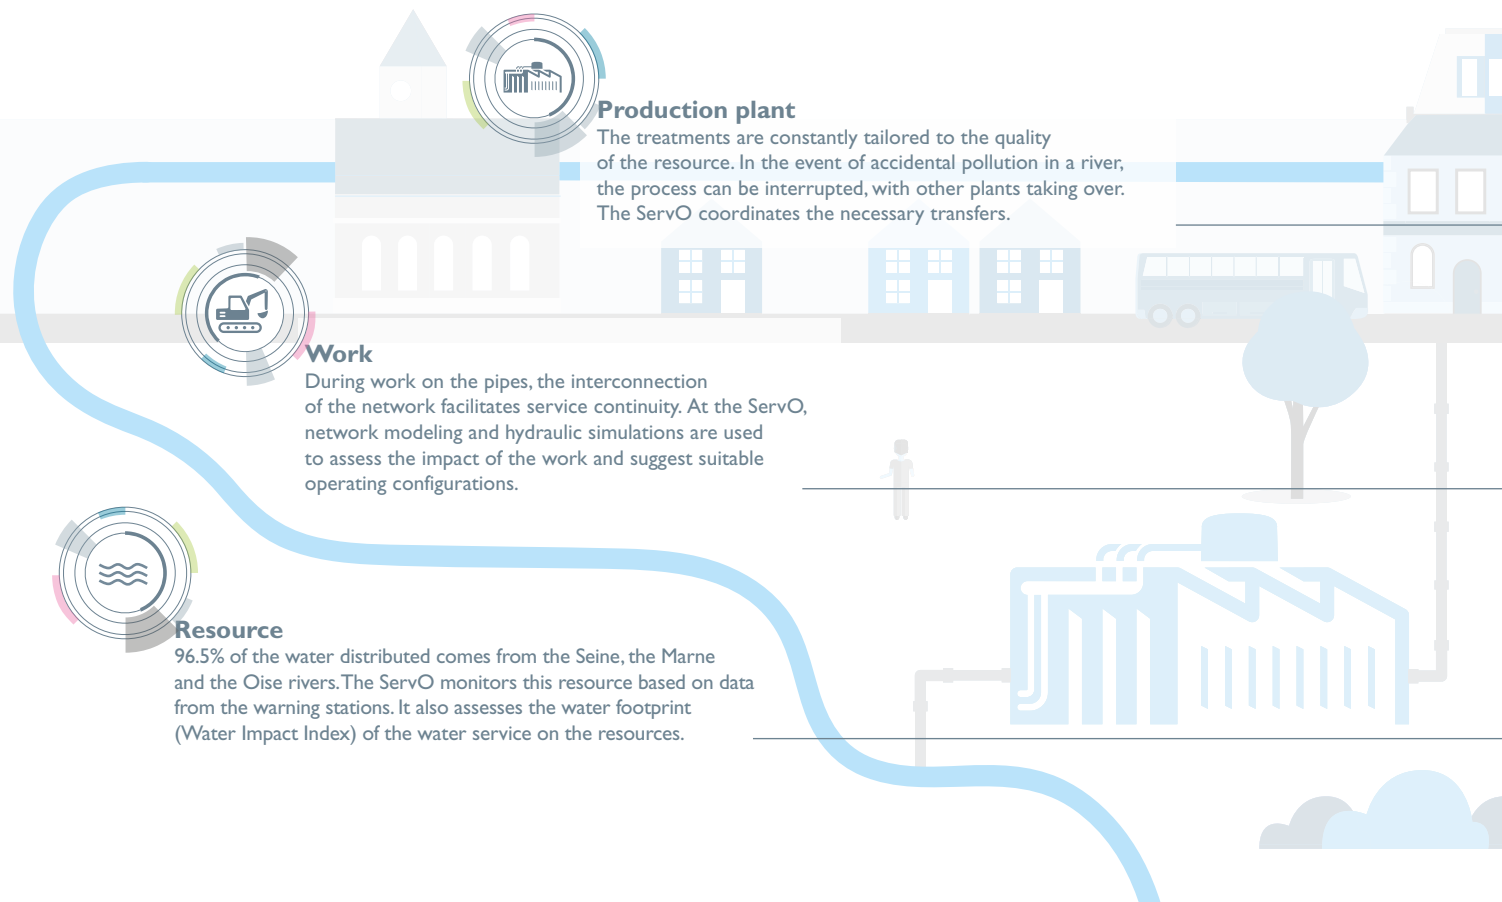 Production plant
The treatments are constantly tailored to the quality
of the resource. In the event of accidental pollution in a river,
the process can be interrupted, with other plants taking over.
The ServO coordinates the necessary transfers.
Work
During work on the pipes, the interconnection
of the network facilitates service continuity. At the ServO,
network modeling and hydraulic simulations are used
to assess the impact of the work and suggest suitable
operating configurations.
Resource
96.5% of the water distributed comes from the Seine, the Marne
and the Oise rivers. The ServO monitors this resource based on data
from the warning stations. It also assesses the water footprint
(Water Impact Index) of the water service on the resources.